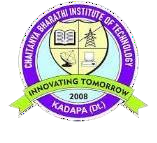 CHAITANYA BHARATHI INSTITUTE OF TECHNOLOGY
2008
INNOVATING TOMORROW
KADAPA (Dt.)